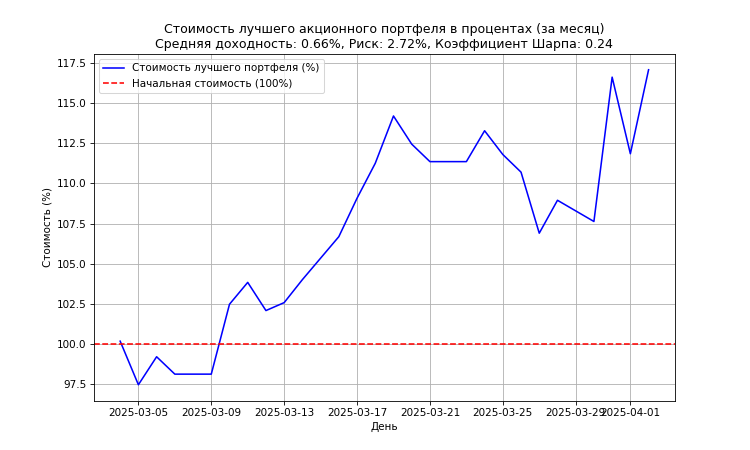 Стоимость лучшего акционного портфеля в процентах (за месяц)
Средняя доходность: 0.66%, Риск: 2.72%, Коэффициент Шарпа: 0.24
Стоимость лучшего портфеля (%)
Начальная стоимость (100%)
Стоимость (%)
117.5
115.0
112.5
110.0
107.5
105.0
102.5
100.0
97.5
2025-03-05 2025-03-09 2025-03-13 2025-03-17 2025-03-21 2025-03-25 2025-03-29 2025-04-01
День